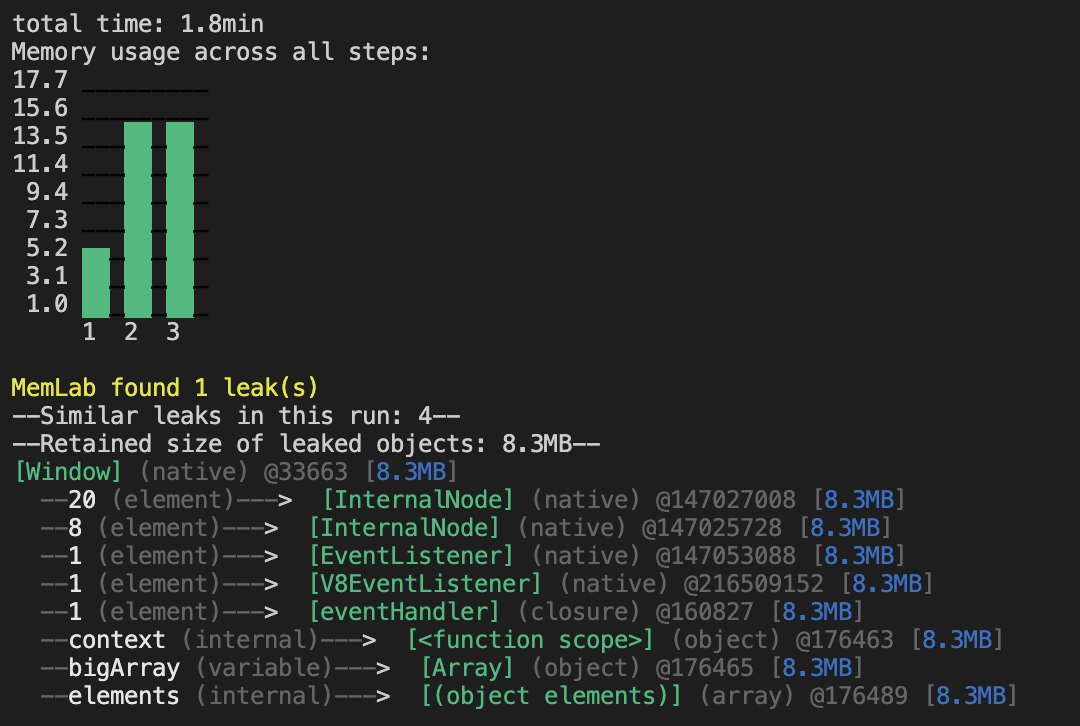 total time: 1.8min
Memory usage across all steps:
17.7
15.6
13.5
11.4
9.4
7.3
5.2
3.1
1.0
1 2 3
MemLab found 1 leak(s)
--Similar leaks in this run: 4--
--Retained size of leaked objects: 8.3MB--
[Window] (native) @33663 [8.3MB]
--20 (element)---> [InternalNode] (native) @147027008 [8.3MB]
--8 (element)---> [InternalNode] (native) @147025728 [8.3MB]
--1 (element)---> [EventListener] (native) @147053088 [8.3MB]
--1 (element)---> [V8EventListener] (native) @216509152 [8.3MB]
--1 (element)---> [eventHandler] (closure) @160827 [8.3MB]
--context (internal)---> [<function scope>] (object) @176463 [8.3MB]
--bigArray (variable)---> [Array] (object) @176465 [8.3MB]
--elements (internal)---> [(object elements)] (array) @176489 [8.3MB]